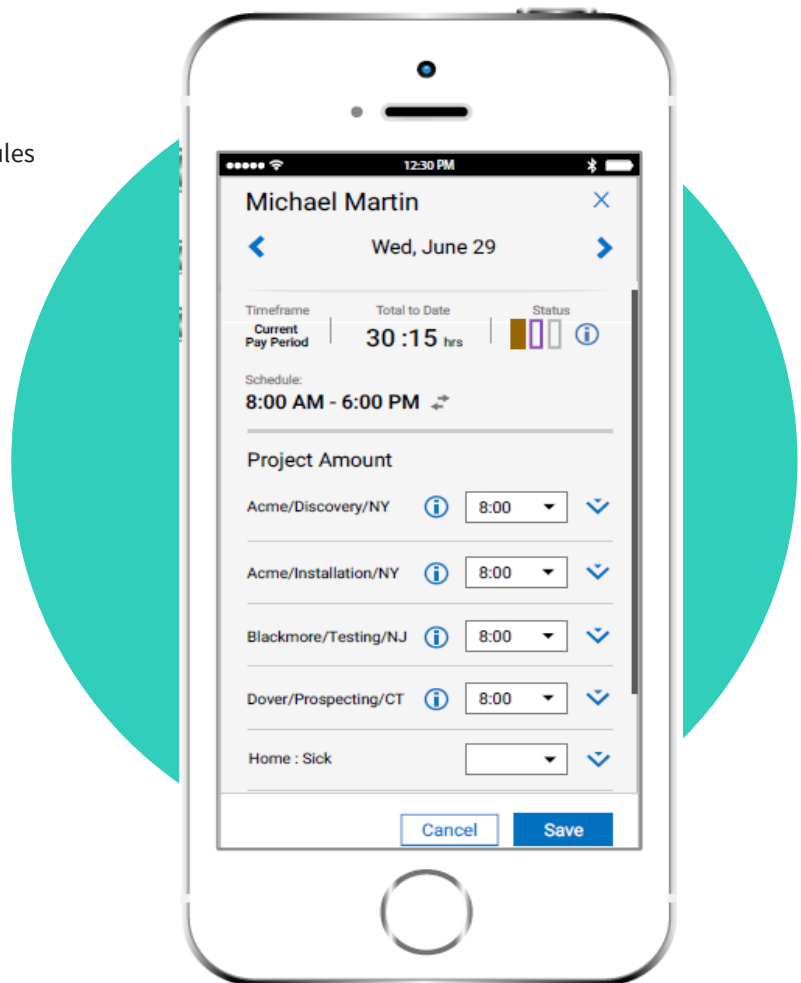 ules
12:30 PM
Michael Martin
Wed, June 29
Timeframe
Total to Date
Status
Current
Pay Period
30 :15 hrs
Schedule:
8:00 AM - 6:00 PM
Project Amount
Acme/Discovery/NY 8:00
Acme/Installation/NY 8:00
Blackmore/Testing/NJ 8:00
Dover/Prospecting/CT 8:00
Home : Sick
Cancel Save